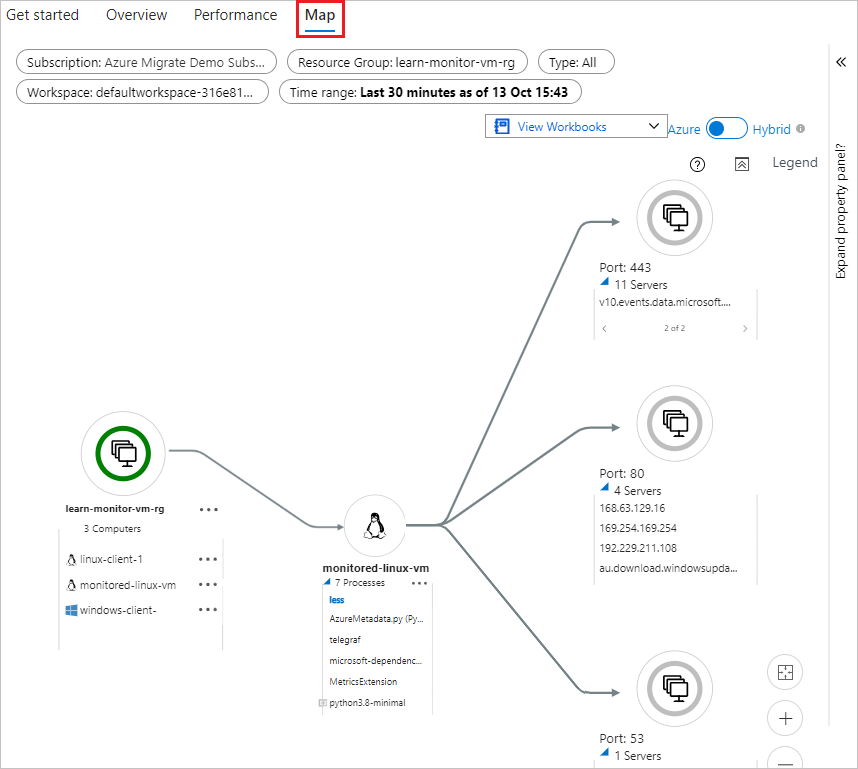 Get started Overview Performance Map
Subscription: Azure Migrate Demo Subs... Resource Group: learn-monitor-vm-rg Type: All
Workspace: defaultworkspace-316e81... Time range: Last 30 minutes as of 13 Oct 15:43
View Workbooks Azure Hybrid
Legend
Expand property panel?
Port: 443
11 Servers
v10.events.data.microsoft....
2 of 2
Port: 80
4 Servers
168.63.129.16
169.254.169.254
192.229.211.108
au.download.windowsupda...
learn-monitor-vm-rg
3 Computers
linux-client-1
monitored-linux-vm
windows-client-
monitored-linux-vm
7 Processes
less
AzureMetadata.py (Py...
telegraf
microsoft-dependenc...
MetricsExtension
python3.8-minimal
Port: 53
1 Servers